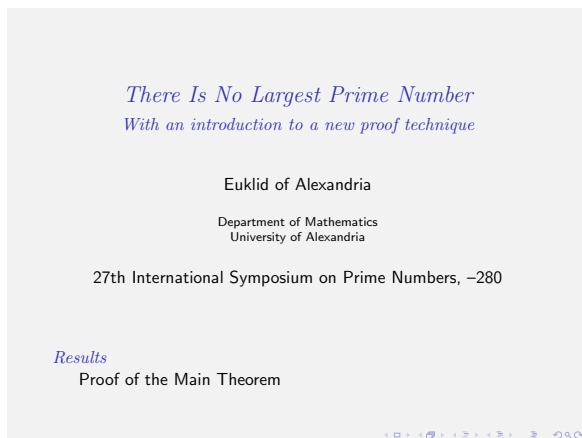 There Is No Largest Prime Number
With an introduction to a new proof technique
Euklid of Alexandria
Department of Mathematics
University of Alexandria
27th International Symposium on Prime Numbers, –280
Results
Proof of the Main Theorem